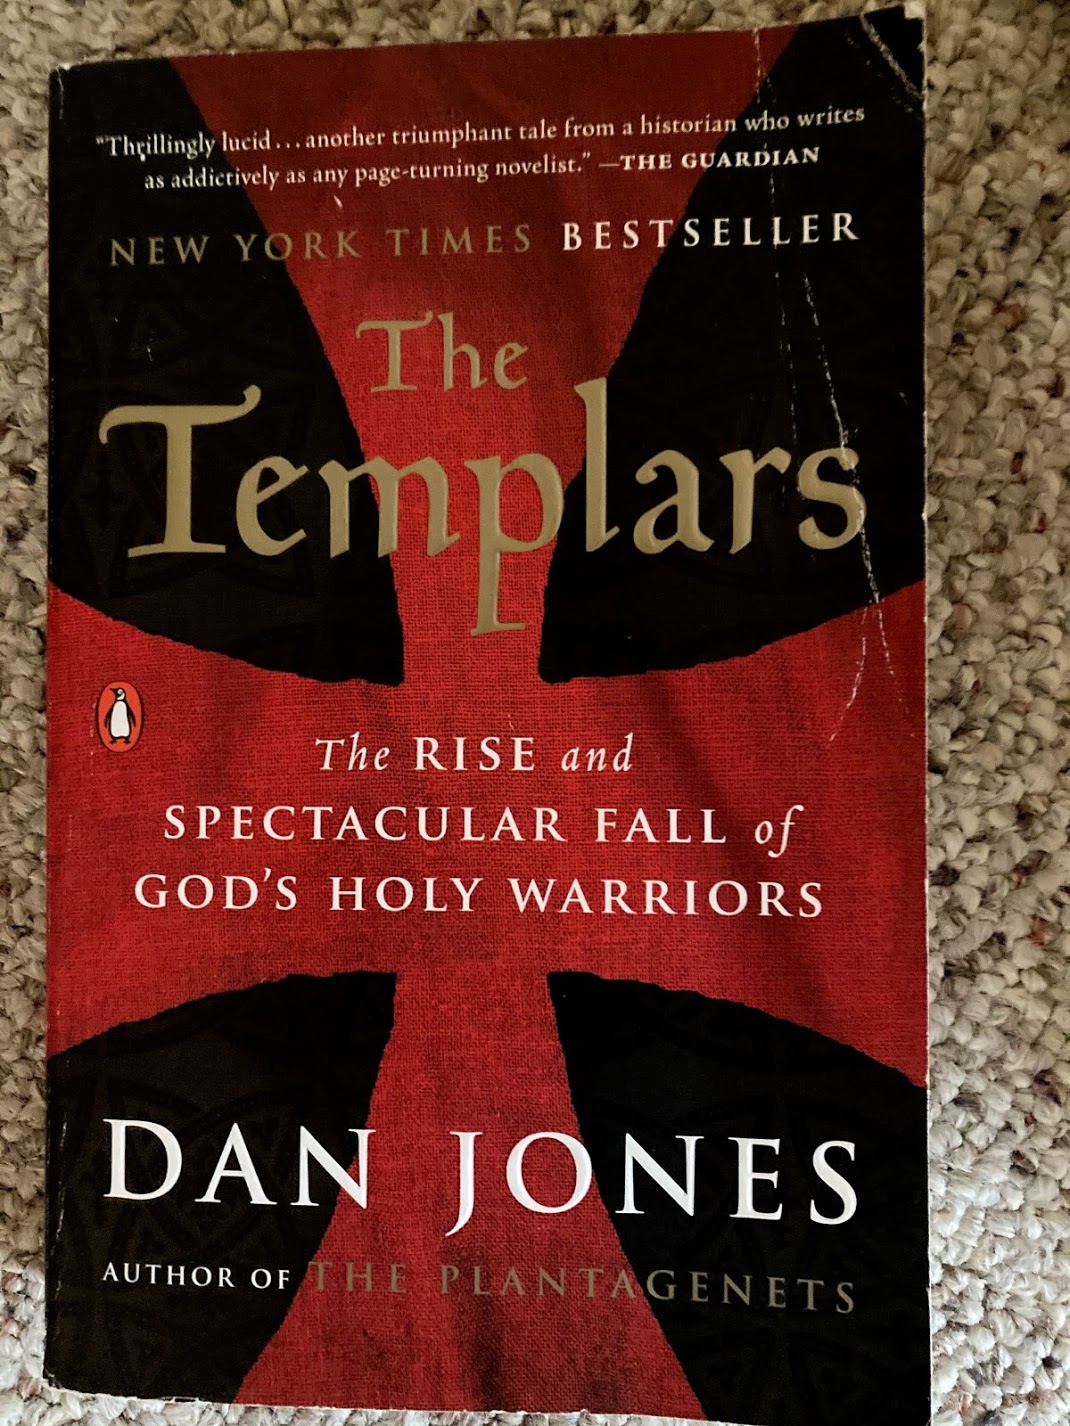 "Thrillingly lucid... another triumphant tale from a historian who writes
as addictively as any page-turning novelist." —THE GUARDIAN
NEW YORK TIMES BESTSELLER
The
Templars
The RISE and
SPECTACULAR FALL of
GOD'S HOLY WARRIORS
DAN JONES
AUTHOR OF THE PLANTAGENETS